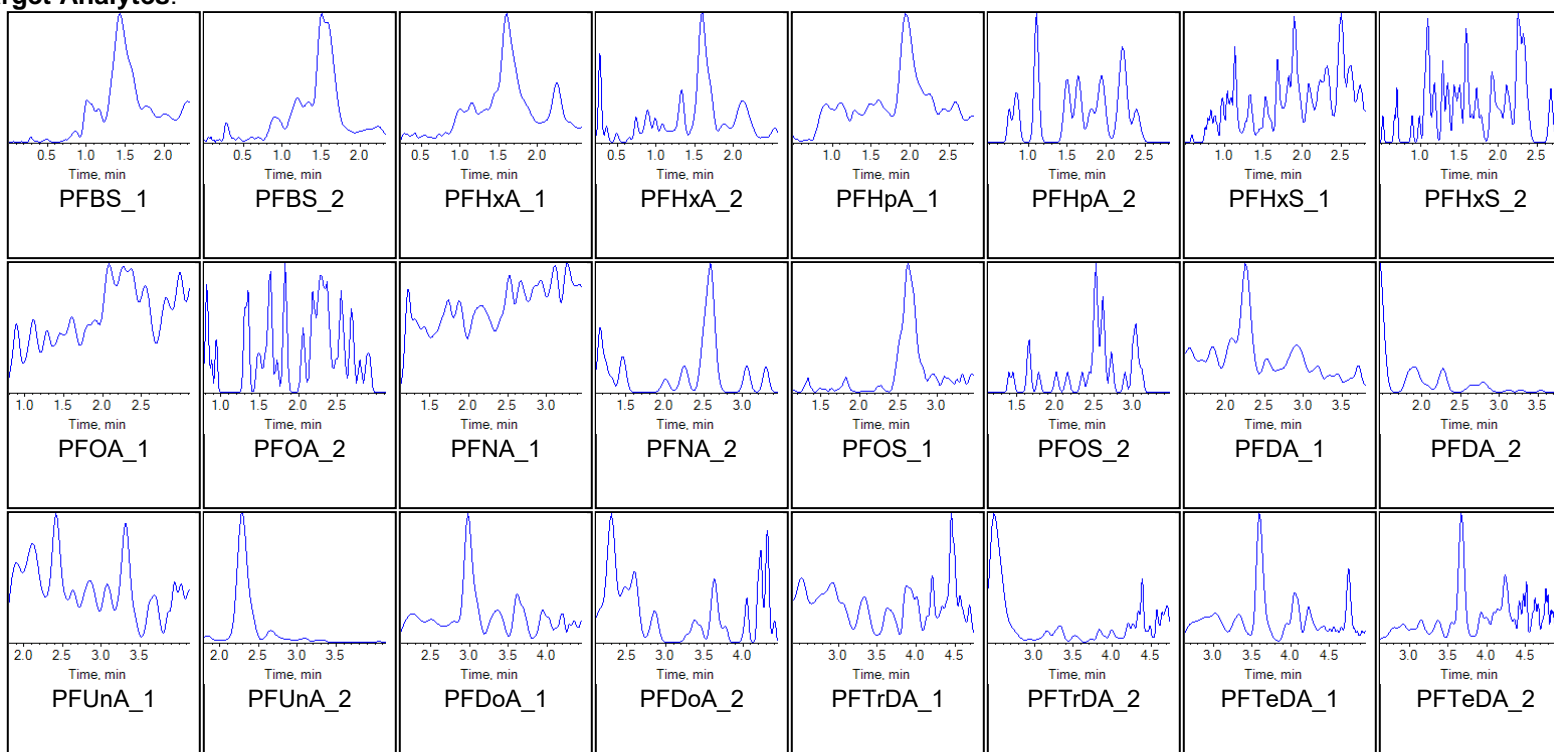 rget Analytes:
0.5 1.0 1.5 2.0 0.5 1.0 1.5 2.0 0.5 1.0 1.5 2.0 0.5 1.0 1.5 2.0 1.0 1.5 2.0 2.5 1.0 1.5 2.0 2.5 1.0 1.5 2.0 2.5 1.0 1.5 2.0 2.5
Time, min Time, min Time, min Time, min Time, min Time, min Time, min Time, min
PFBS_1 PFBS_2 PFHxA_1 PFHxA_2 PFHpA_1 PFHpA_2 PFHxS_1 PFHxS_2
1.0 1.5 2.0 2.5 1.0 1.5 2.0 2.5 1.5 2.0 2.5 3.0 1.5 2.0 2.5 3.0 1.5 2.0 2.5 3.0 1.5 2.0 2.5 3.0 2.0 2.5 3.0 3.5 2.0 2.5 3.0 3.5
Time, min Time, min Time, min Time, min Time, min Time, min Time, min Time, min
PFOA_1 PFOA_2 PFNA_1 PFNA_2 PFOS_1 PFOS_2 PFDA_1 PFDA_2
2.0 2.5 3.0 3.5 2.0 2.5 3.0 3.5 2.5 3.0 3.5 4.0 2.5 3.0 3.5 4.0 3.0 3.5 4.0 4.5 3.0 3.5 4.0 4.5 3.0 3.5 4.0 4.5 3.0 3.5 4.0 4.5
Time, min Time, min Time, min Time, min Time, min Time, min Time, min Time, min
PFUnA_1 PFUnA_2 PFDoA_1 PFDoA_2 PFTrDA_1 PFTrDA_2 PFTeDA_1 PFTeDA_2